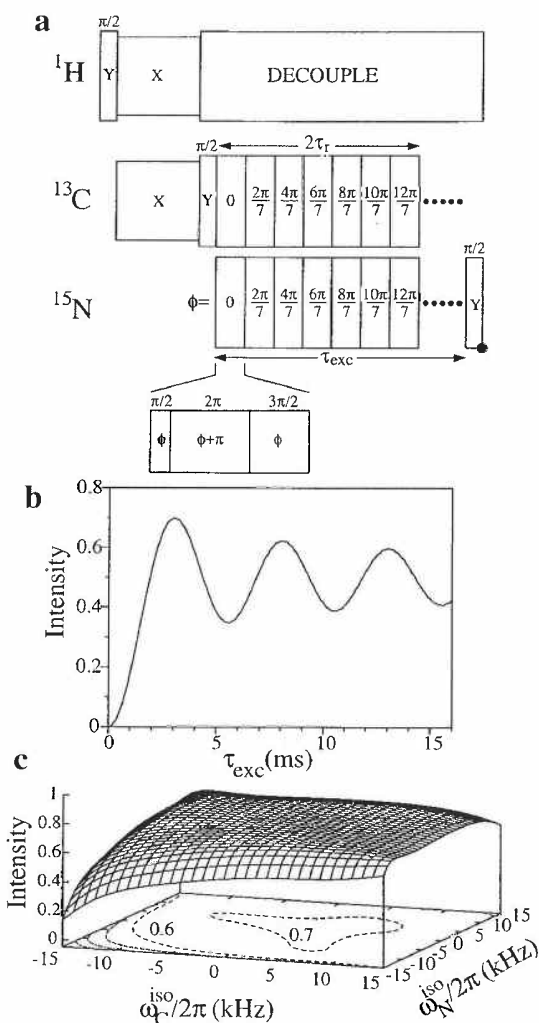 a
π/2
¹H Y X DECOUPLE
π/2 2τr
¹³C X Y 0 2π/7 4π/7 6π/7 8π/7 10π/7 12π/7 •••••
π/2
¹⁵N ϕ= 0 2π/7 4π/7 6π/7 8π/7 10π/7 12π/7 ••••• Y
τexc
π/2 2π 3π/2
ϕ ϕ+π ϕ
b
0.8
0.6
0.4
0.2
0
Intensity
0 5 10 15
τexc(ms)
c
1
0.8
0.6
0.4
0.2
0
Intensity
0.6 0.7
-15 -10 -5 0 5 10 15
ω_C^iso/2π (kHz)
-15 -10 -5 0 5 10 15
ω_N^iso/2π (kHz)